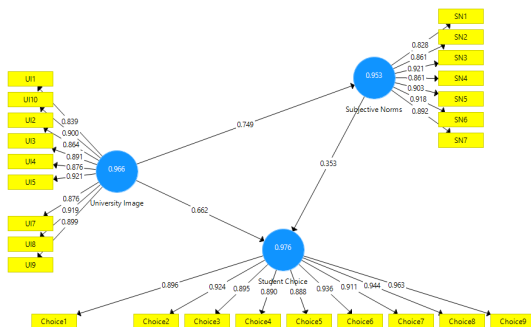 SN1
SN2
SN3
SN4
SN5
SN6
SN7
0.828
0.861
0.921
0.861
0.903
0.918
0.892
0.953
Subjective Norms
UI1
UI10
UI2
UI3
UI4
UI5
UI7
UI8
UI9
0.839
0.900
0.864
0.891
0.876
0.921
0.876
0.919
0.899
0.966
University Image
0.749
0.353
0.662
0.976
Student Choice
0.896
0.924
0.895
0.890
0.888
0.936
0.911
0.944
0.963
Choice1
Choice2
Choice3
Choice4
Choice5
Choice6
Choice7
Choice8
Choice9